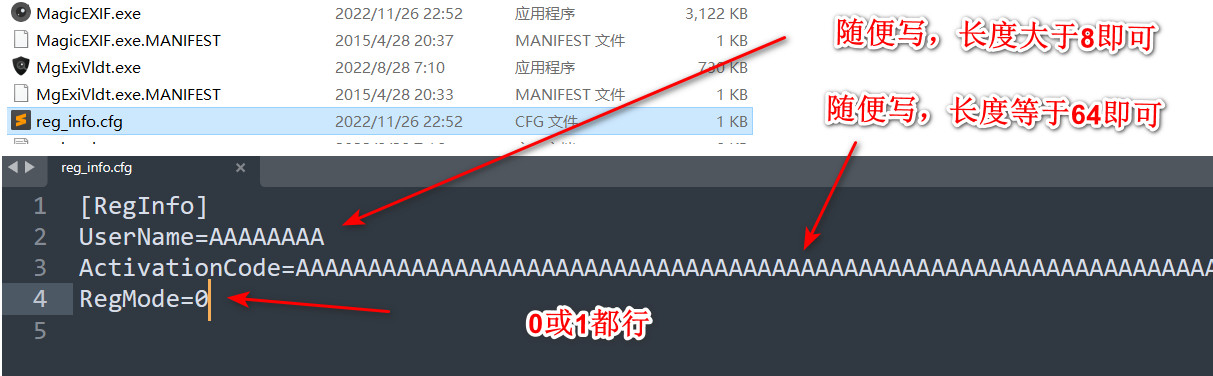 MagicEXIF.exe 2022/11/26 22:52 应用程序 3,122 KB
MagicEXIF.exe.MANIFEST 2015/4/28 20:37 MANIFEST 文件 1 KB
MgExiVldt.exe 2022/8/28 7:10 应用程序 730 KB
MgExiVldt.exe.MANIFEST 2015/4/28 20:33 MANIFEST 文件 1 KB
reg_info.cfg 2022/11/26 22:52 CFG 文件 1 KB
随便写，长度大于8即可
随便写，长度等于64即可
reg_info.cfg ×
1 [RegInfo]
2 UserName=AAAAAAAA
3 ActivationCode=AAAAAAAAAAAAAAAAAAAAAAAAAAAAAAAAAAAAAAAAAAAAAAAAAAAAAAAAAAAAAAAA
4 RegMode=0
5
0或1都行